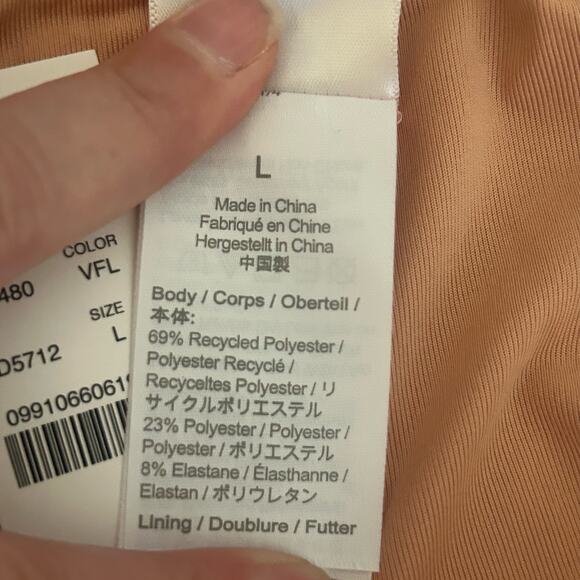 L
Made in China
Fabriqué en Chine
Hergestellt in China
中国製
Body / Corps / Oberteil /
本体:
69% Recycled Polyester /
Polyester Recyclé /
Recyceltes Polyester / リ
サイクルポリエステル
23% Polyester / Polyester /
Polyester / ポリエステル
8% Elastane / Élasthanne /
Elastan / ポリウレタン
Lining / Doublure / Futter
COLOR
480 VFL
SIZE
D5712 L
099106606